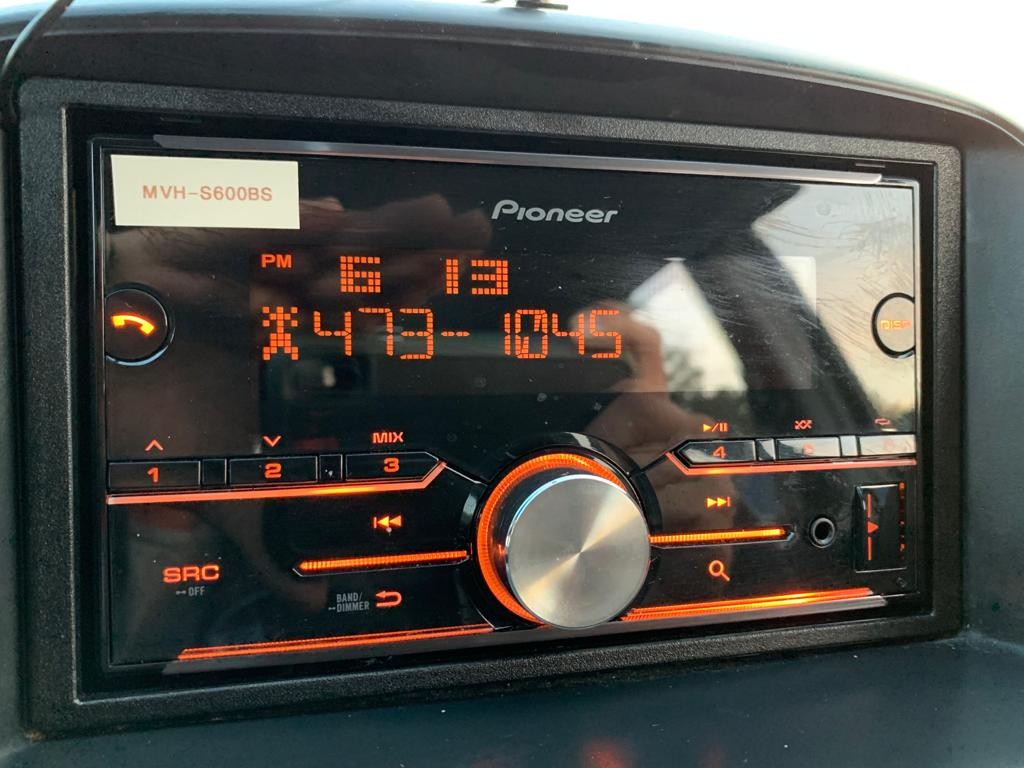 MVH-S600BS
Pioneer
PM 6 13
473-1045
DISP
MIX
1 2 3
4
SRC
OFF
BAND/
DIMMER